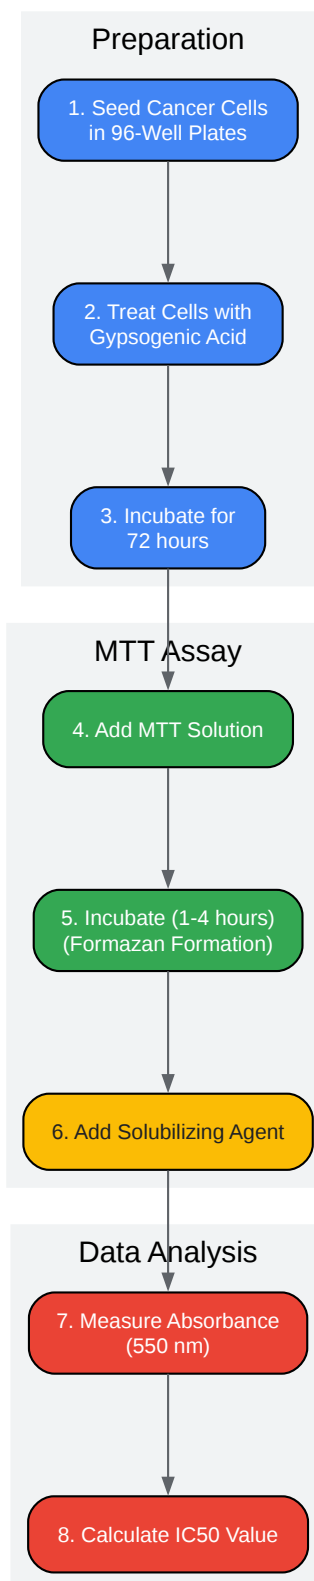 Preparation
1. Seed Cancer Cells
in 96-Well Plates
2. Treat Cells with
Gypsogenic Acid
3. Incubate for
72 hours
MTT Assay
4. Add MTT Solution
5. Incubate (1-4 hours)
(Formazan Formation)
6. Add Solubilizing Agent
Data Analysis
7. Measure Absorbance
(550 nm)
8. Calculate IC50 Value